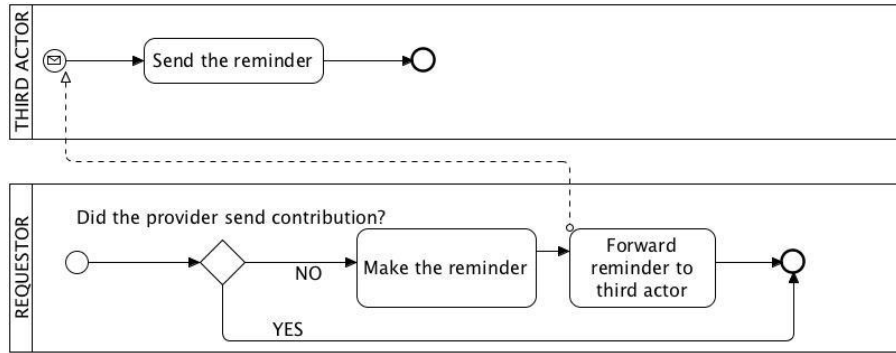 THIRD ACTOR
Send the reminder
REQUESTOR
Did the provider send contribution?
NO
Make the reminder
Forward
reminder to
third actor
YES